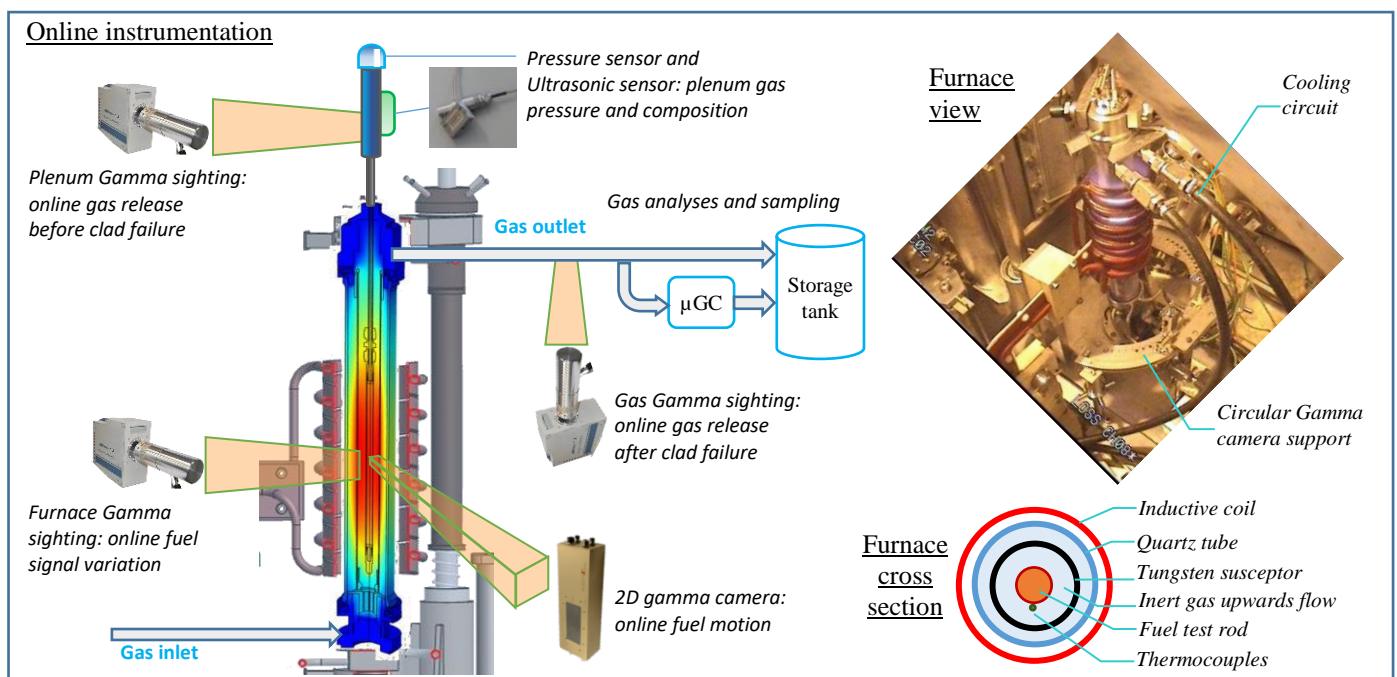 Online instrumentation
Pressure sensor and
Ultrasonic sensor: plenum gas
pressure and composition
Plenum Gamma sighting:
online gas release
before clad failure
Gas analyses and sampling
Gas outlet
µGC
Storage
tank
Gas Gamma sighting:
online gas release
after clad failure
Furnace Gamma
sighting: online fuel
signal variation
2D gamma camera:
online fuel motion
Gas inlet
Furnace
view
Cooling
circuit
Circular Gamma
camera support
Furnace
cross
section
Inductive coil
Quartz tube
Tungsten susceptor
Inert gas upwards flow
Fuel test rod
Thermocouples